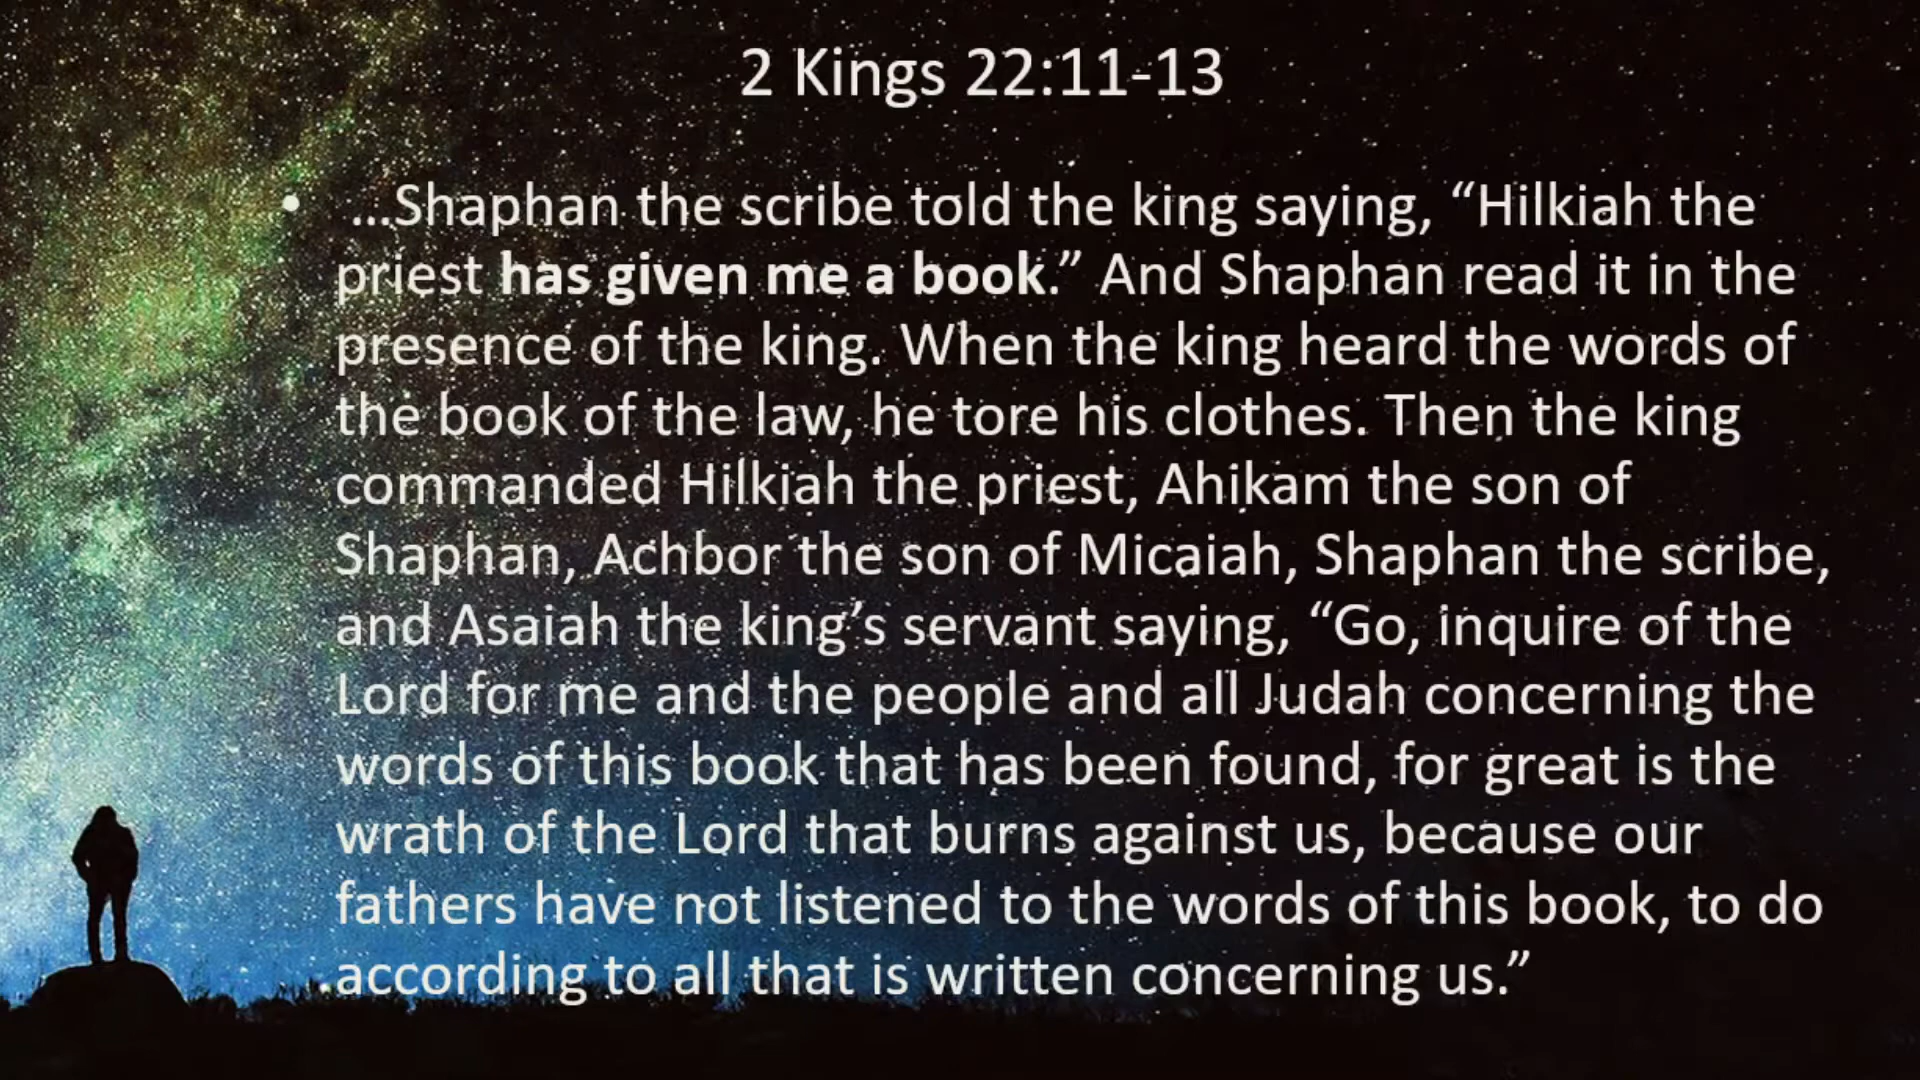 2 Kings 22:11-13
• ...Shaphan the scribe told the king saying, “Hilkiah the
priest has given me a book.” And Shaphan read it in the
presence of the king. When the king heard the words of
the book of the law, he tore his clothes. Then the king
commanded Hilkiah the priest, Ahikam the son of
Shaphan, Achbor the son of Micaiah, Shaphan the scribe,
and Asaiah the king’s servant saying, “Go, inquire of the
Lord for me and the people and all Judah concerning the
words of this book that has been found, for great is the
wrath of the Lord that burns against us, because our
fathers have not listened to the words of this book, to do
according to all that is written concerning us.”